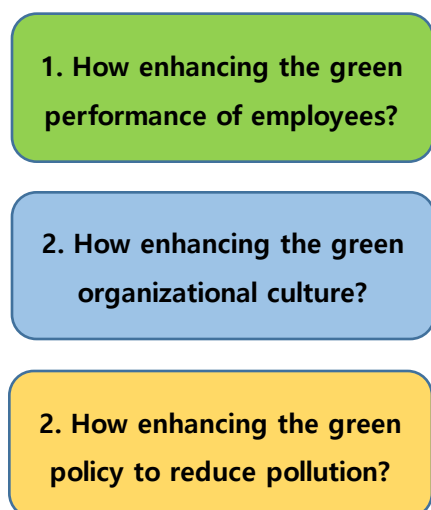 1. How enhancing the green
performance of employees?
2. How enhancing the green
organizational culture?
2. How enhancing the green
policy to reduce pollution?